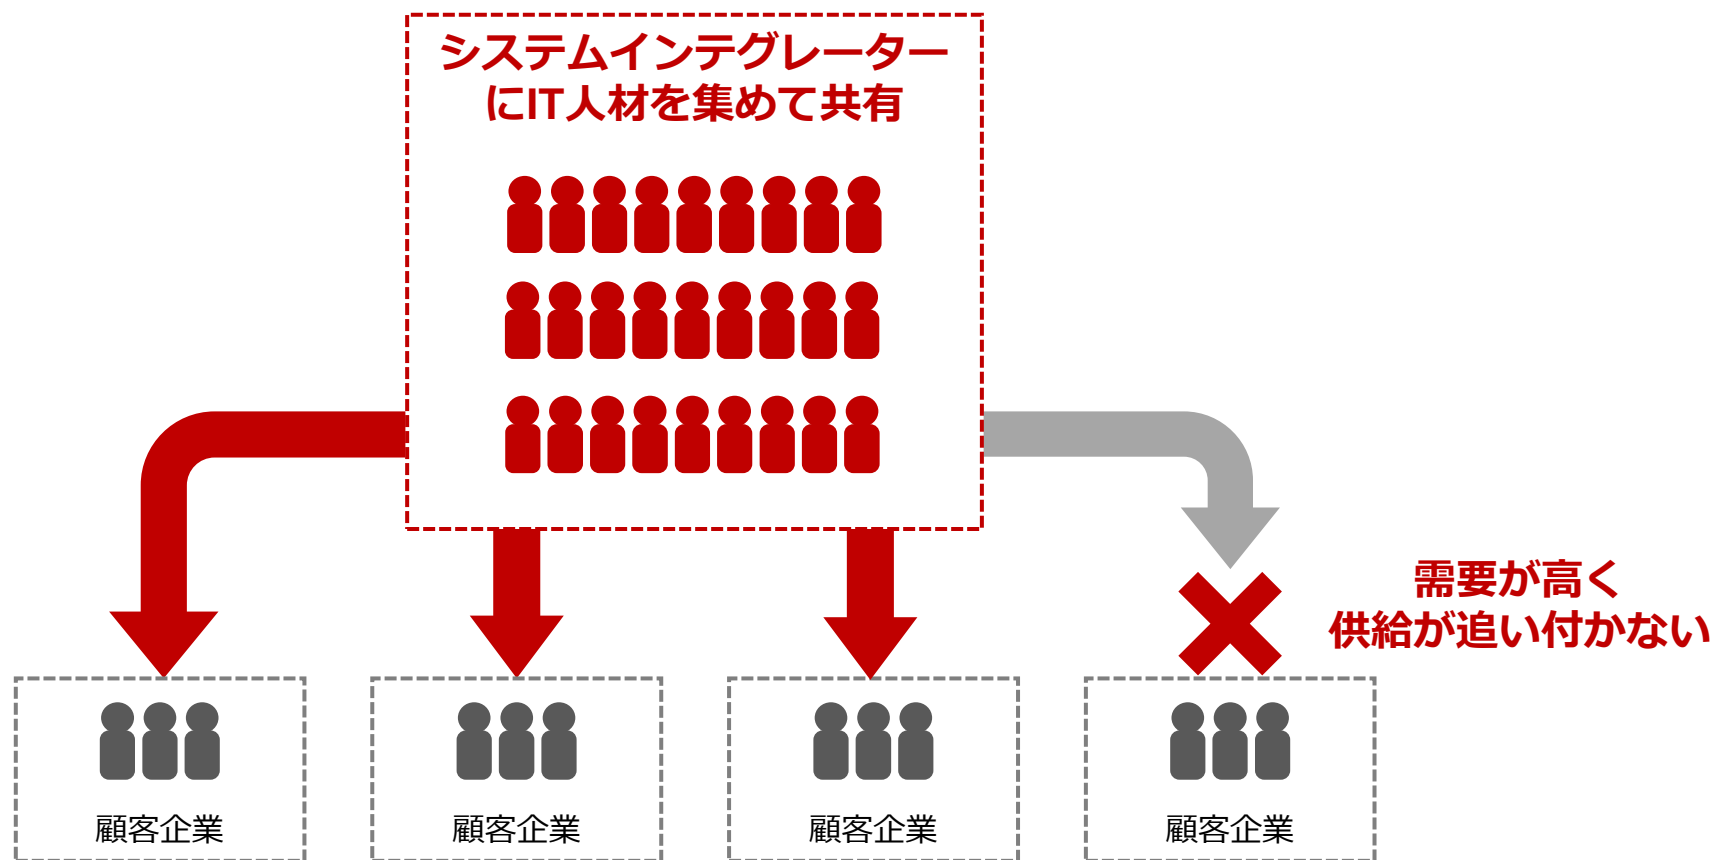 システムインテグレーター
にIT人材を集めて共有
需要が高く
供給が追い付かない
顧客企業
顧客企業
顧客企業
顧客企業